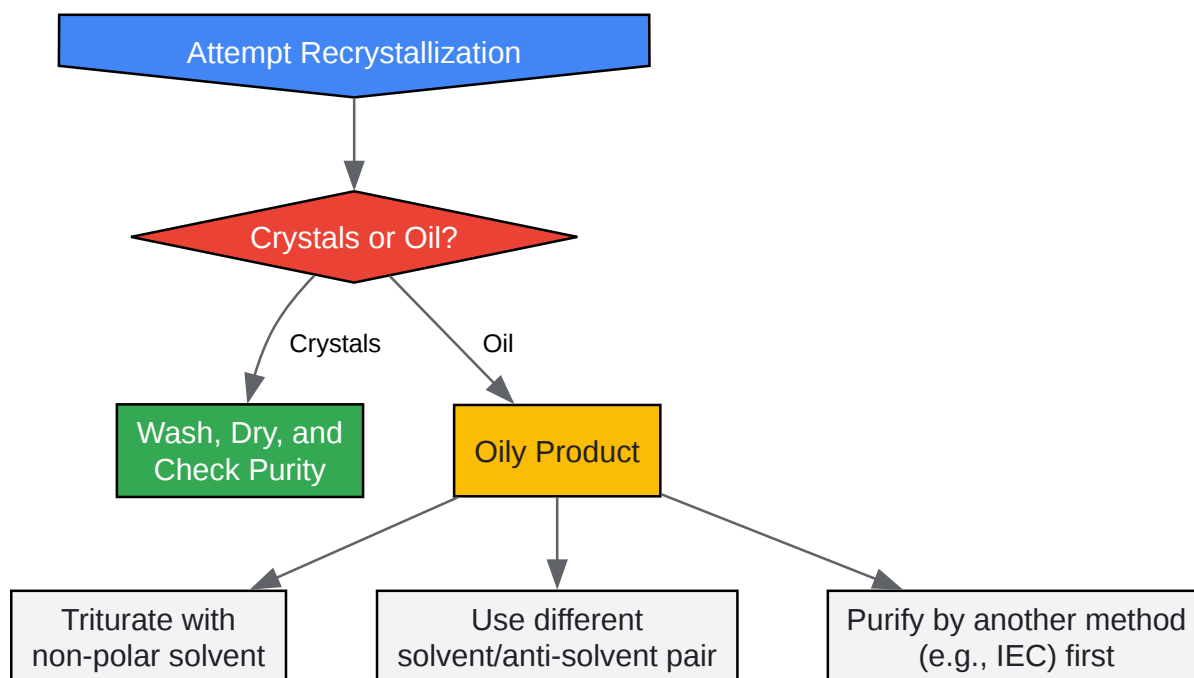 Attempt Recrystallization
Crystals or Oil?
Crystals
Oil
Wash, Dry, and
Check Purity
Oily Product
Triturate with
non-polar solvent
Use different
solvent/anti-solvent pair
Purify by another method
(e.g., IEC) first